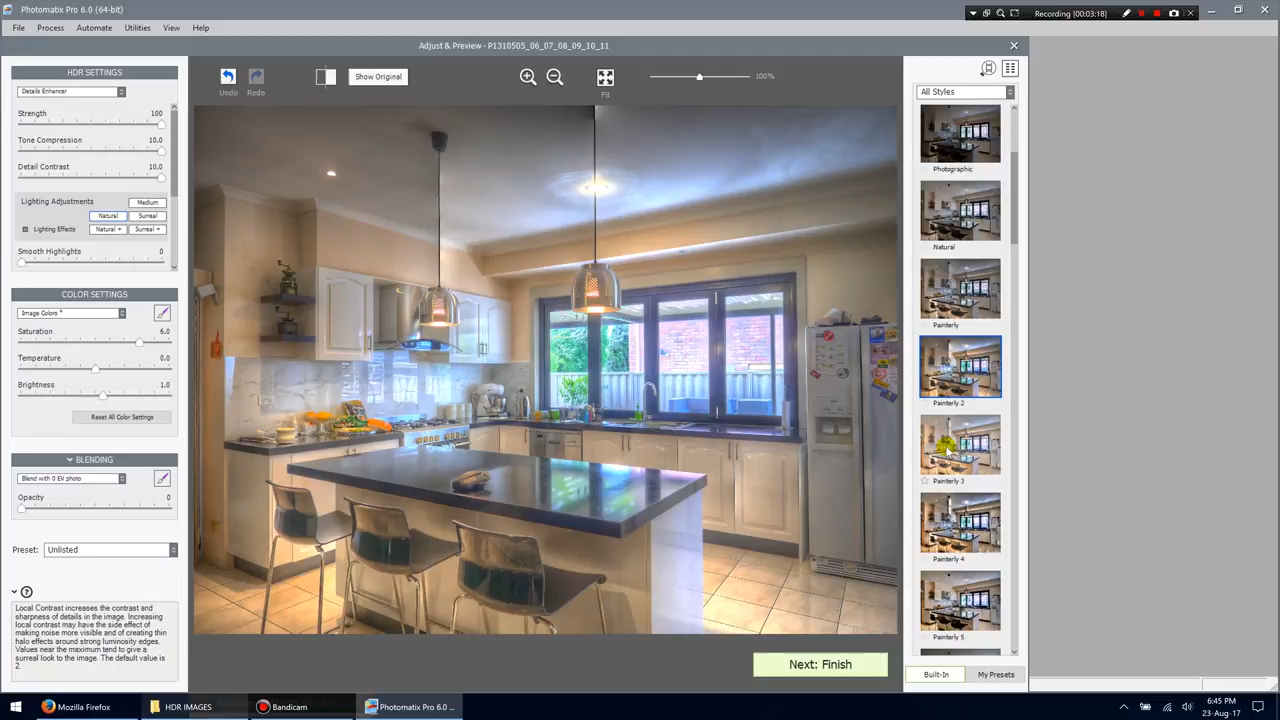 Photomatix Pro 6.0 (64-bit)
Recording [00:03:18]
File Process Automate Utilities View Help
Adjust & Preview - P1310505_06_07_08_09_10_11
HDR SETTINGS
Details Enhancer
Strength 100
Tone Compression 10.0
Detail Contrast 10.0
Lighting Adjustments Medium
Natural Surreal
Lighting Effects Natural + Surreal +
Smooth Highlights 0
COLOR SETTINGS
Image Colors *
Saturation 6.0
Temperature 0.0
Brightness 1.0
Reset All Color Settings
BLENDING
Blend with 0 EV photo
Opacity 0
Preset: Unlisted
Local Contrast increases the contrast and
sharpness of details in the image. Increasing
local contrast may have the side effect of
making noise more visible and of creating thin
halo effects around strong luminosity edges.
Values near the maximum tend to give a
surreal look to the image. The default value is
2.
Undo Redo
Show Original
Fit
100%
Next: Finish
All Styles
Photographic
Natural
Painterly
Painterly 2
Painterly 3
Painterly 4
Painterly 5
Built-In My Presets
Mozilla Firefox
HDR IMAGES
Bandicam
Photomatix Pro 6.0 ...
6:45 PM
23-Aug-17